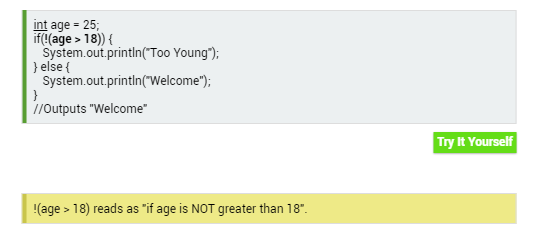 int age = 25;
if(!(age > 18)) {
System.out.println("Too Young");
} else {
System.out.println("Welcome");
}
//Outputs "Welcome"
Try It Yourself
!(age > 18) reads as "if age is NOT greater than 18".